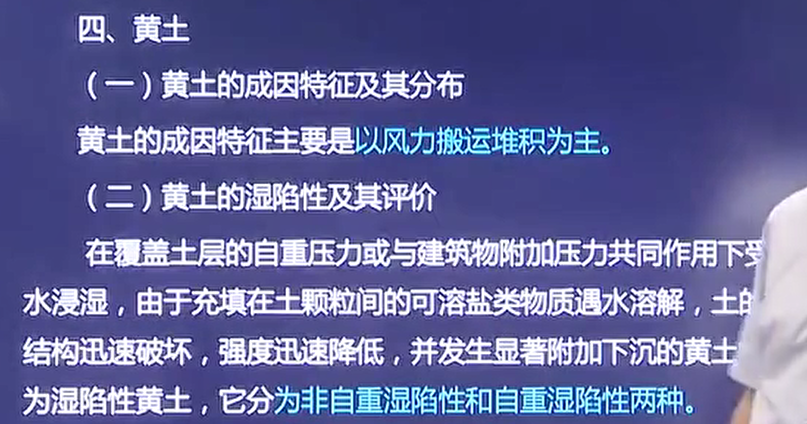 四、黄土
（一）黄土的成因特征及其分布
黄土的成因特征主要是以风力搬运堆积为主。
（二）黄土的湿陷性及其评价
在覆盖土层的自重压力或与建筑物附加压力共同作用下受
水浸湿，由于充填在土颗粒间的可溶盐类物质遇水溶解，土的
结构迅速破坏，强度迅速降低，并发生显著附加下沉的黄土
为湿陷性黄土，它分为非自重湿陷性和自重湿陷性两种。